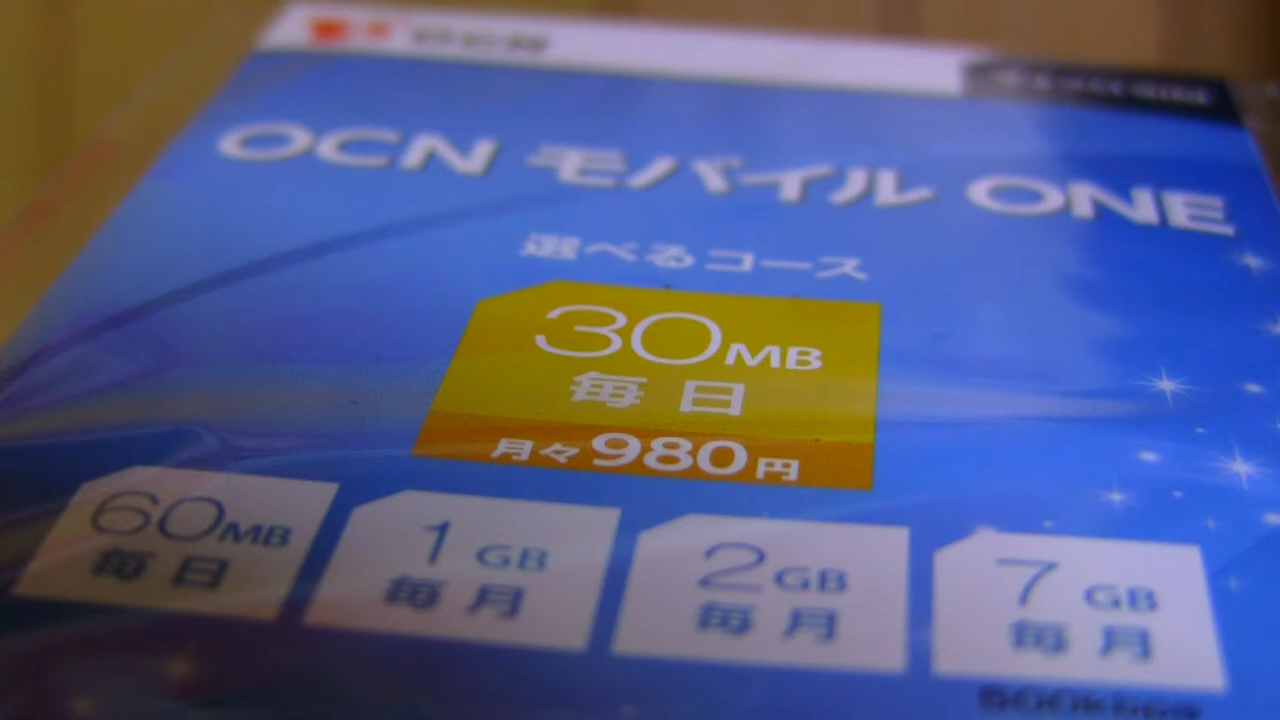 OCN モバイル ONE
選べるコース
30MB
毎日
月々980円
60MB
毎日
1GB
毎月
2GB
毎月
7GB
毎月